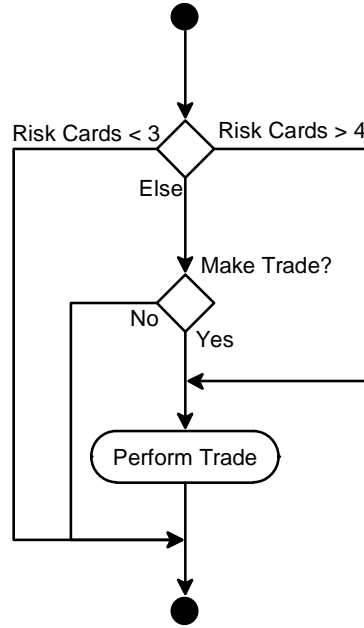 Risk Cards < 3
Risk Cards > 4
Else
Make Trade?
No
Yes
Perform Trade